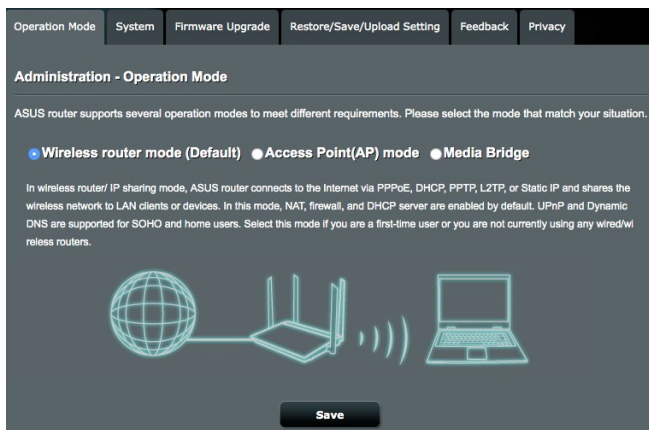 Operation Mode System Firmware Upgrade Restore/Save/Upload Setting Feedback Privacy
Administration - Operation Mode
ASUS router supports several operation modes to meet different requirements. Please select the mode that match your situation.
Wireless router mode (Default) Access Point(AP) mode Media Bridge
In wireless router/ IP sharing mode, ASUS router connects to the Internet via PPPoE, DHCP, PPTP, L2TP, or Static IP and shares the
wireless network to LAN clients or devices. In this mode, NAT, firewall, and DHCP server are enabled by default. UPnP and Dynamic
DNS are supported for SOHO and home users. Select this mode if you are a first-time user or you are not currently using any wired/wi
reless routers.
Save